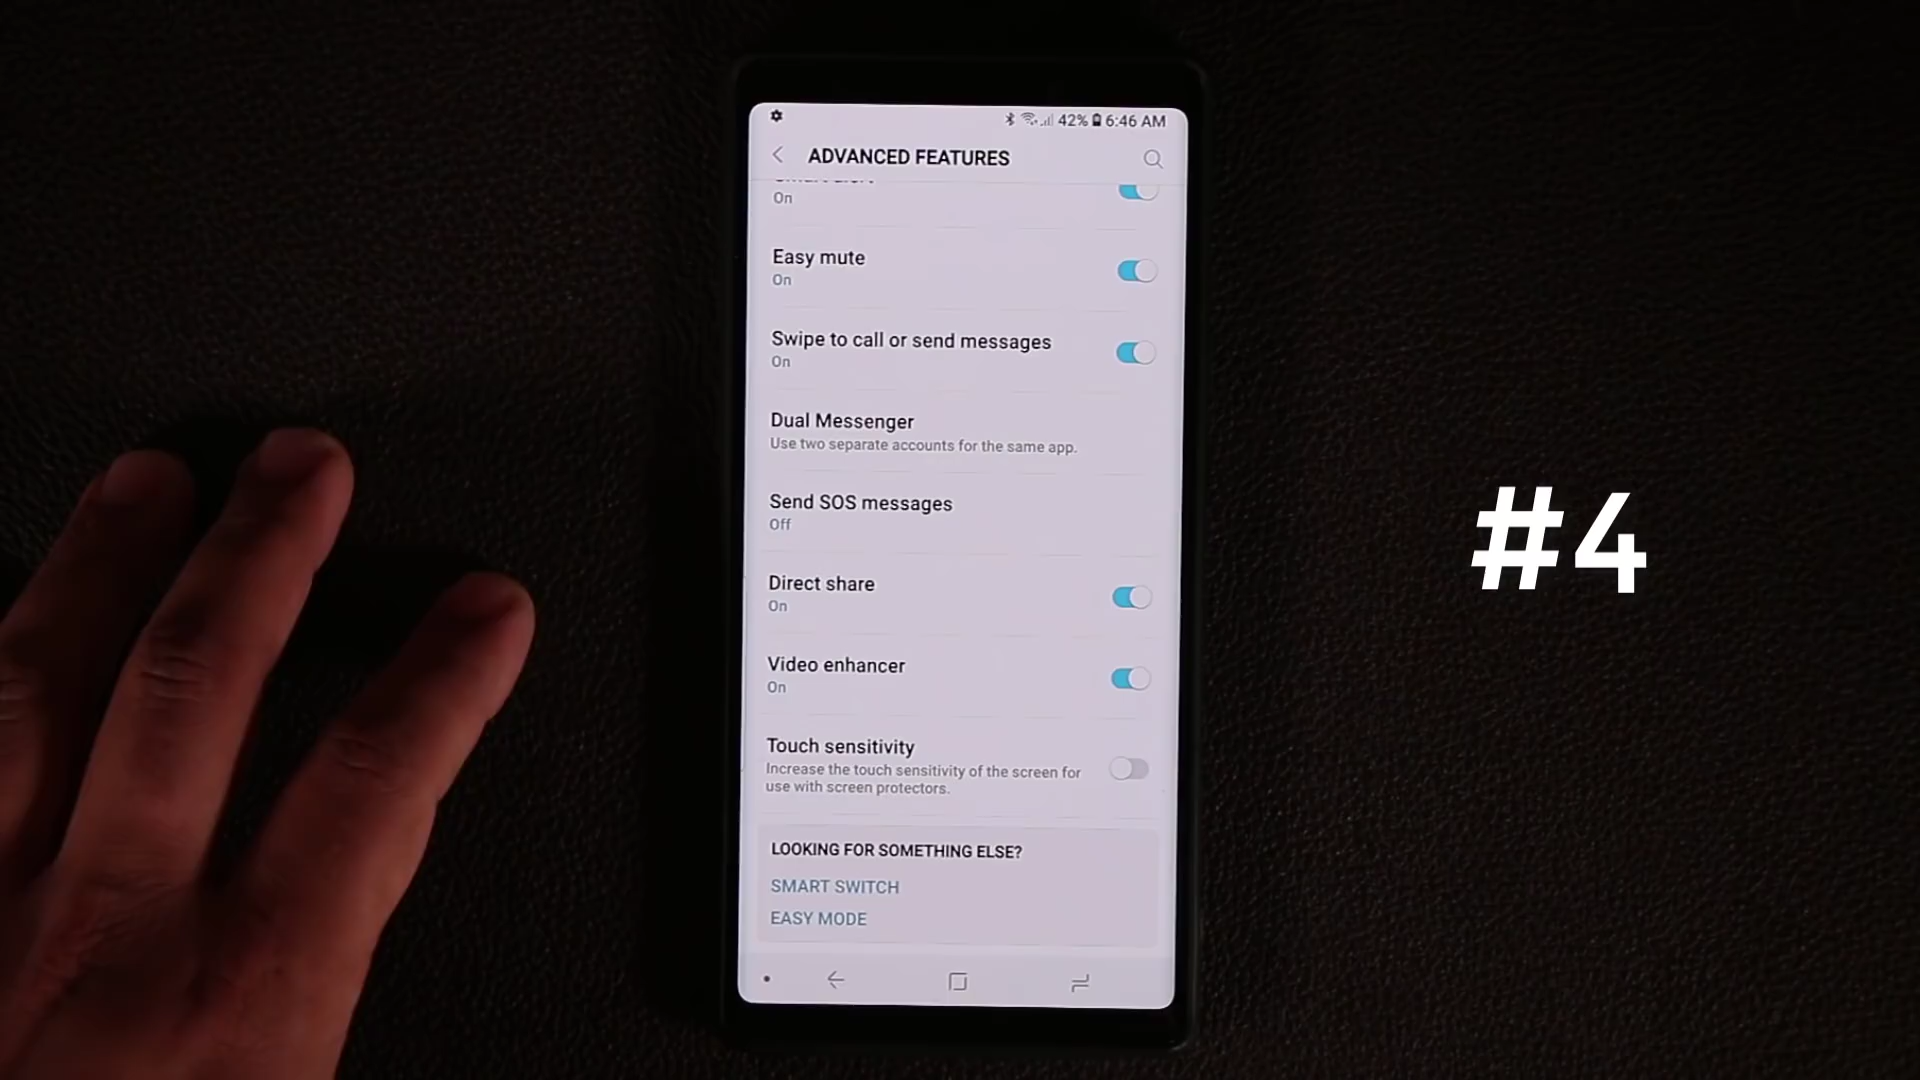 42% 6:46 AM
ADVANCED FEATURES
On
Easy mute
On
Swipe to call or send messages
On
Dual Messenger
Use two separate accounts for the same app.
Send SOS messages
Off
Direct share
On
Video enhancer
On
Touch sensitivity
Increase the touch sensitivity of the screen for
use with screen protectors.
LOOKING FOR SOMETHING ELSE?
SMART SWITCH
EASY MODE
#4